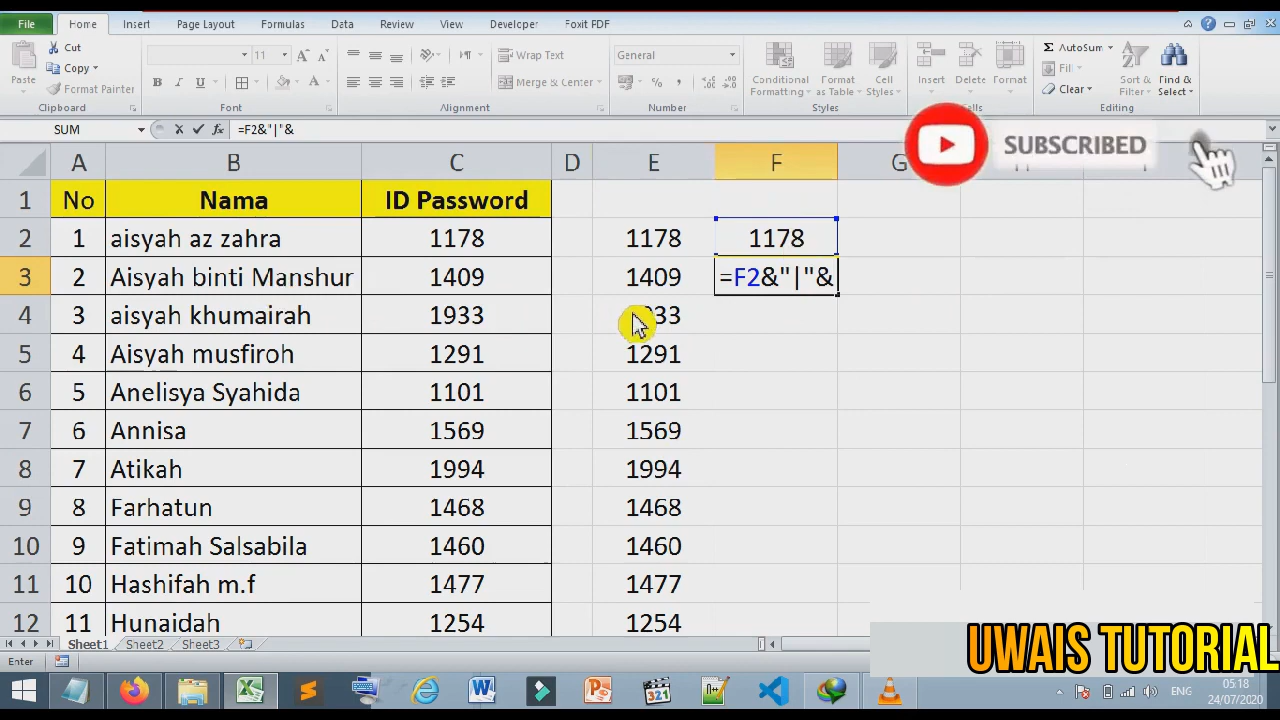 File Home Insert Page Layout Formulas Data Review View Developer Foxit PDF
Cut
Copy
Format Painter
Paste
Clipboard
11
Font
Wrap Text
Merge & Center
Alignment
General
Number
Conditional Formatting
Format as Table
Cell Styles
Styles
Insert Delete Format
Cells
AutoSum
Fill
Clear
Sort & Filter
Find & Select
Editing
SUM =F2&"|"&
SUBSCRIBED
A B C D E F G
1 No Nama ID Password
2 1 aisyah az zahra 1178 1178 1178
3 2 Aisyah binti Manshur 1409 1409 =F2&"|"&
4 3 aisyah khumairah 1933 33
5 4 Aisyah musfiroh 1291 1291
6 5 Anelisya Syahida 1101 1101
7 6 Annisa 1569 1569
8 7 Atikah 1994 1994
9 8 Farhatun 1468 1468
10 9 Fatimah Salsabila 1460 1460
11 10 Hashifah m.f 1477 1477
12 11 Hunaidah 1254 1254
Sheet1 Sheet2 Sheet3
Enter
UWAIS TUTORIAL
321
ENG
05:18
24/07/2020